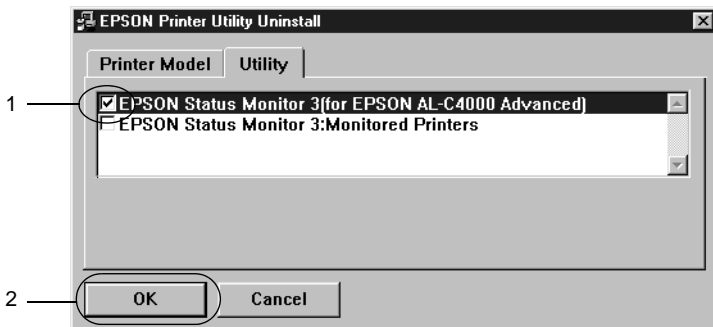 EPSON Printer Utility Uninstall
Printer Model Utility
1
EPSON Status Monitor 3(for EPSON AL-C4000 Advanced)
EPSON Status Monitor 3:Monitored Printers
2
OK Cancel